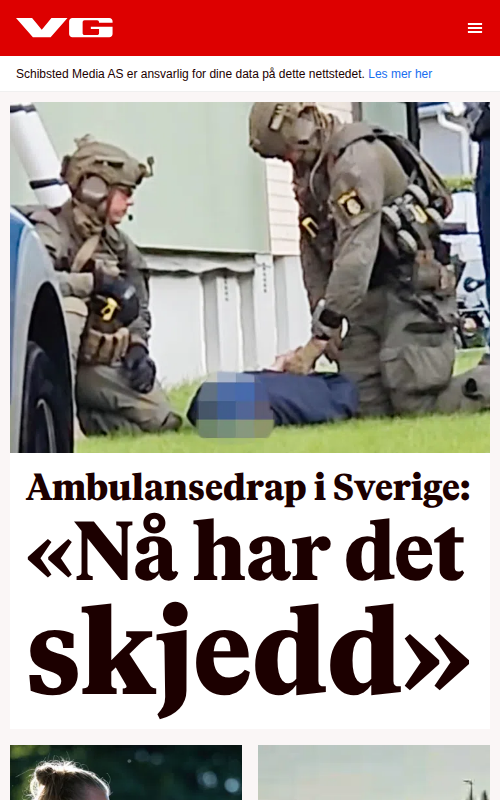 VG
Schibsted Media AS er ansvarlig for dine data på dette nettstedet. Les mer her
Ambulansedrap i Sverige:
«Nå har det
skjedd»